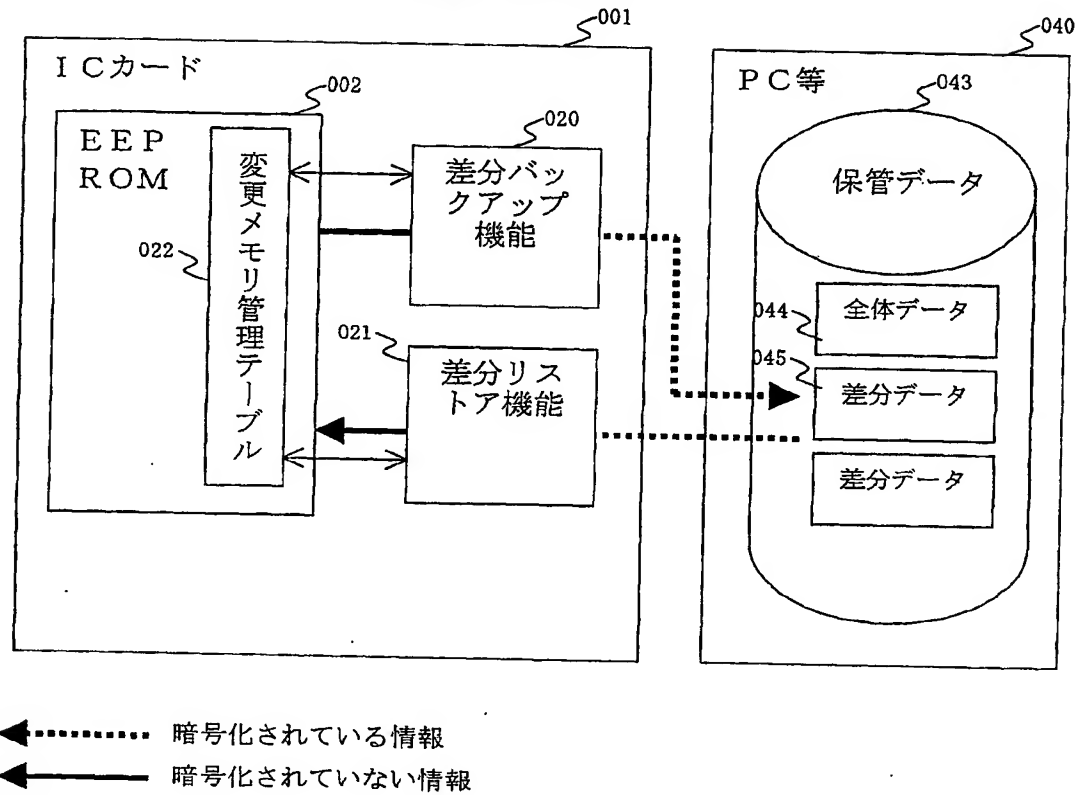 001
040
ICカード
PC等
002
043
EEP
ROM
020
変更メモリ管理テーブル
差分バッ
クアップ
機能
保管データ
022
044
全体データ
021
045
差分リス
トア機能
差分データ
差分データ
暗号化されている情報
暗号化されていない情報